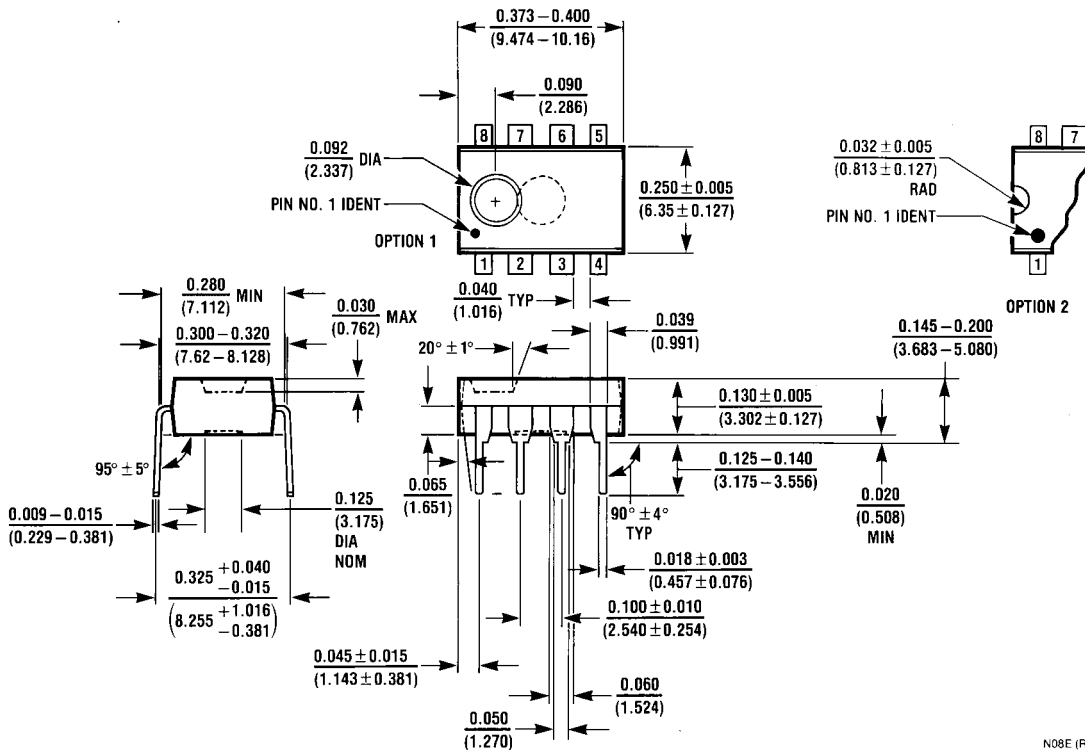 0.373–0.400
(9.474–10.16)
0.090
(2.286)
8 7 6 5
0.092 DIA
(2.337)
0.250 ± 0.005
(6.35 ± 0.127)
PIN NO. 1 IDENT
OPTION 1
1 2 3 4
8 7
0.032 ± 0.005
(0.813 ± 0.127)
RAD
PIN NO. 1 IDENT
1
OPTION 2
0.280 MIN
(7.112)
0.300–0.320
(7.62–8.128)
0.030 MAX
(0.762)
0.040 TYP
(1.016)
0.039
(0.991)
0.145–0.200
(3.683–5.080)
20° ± 1°
0.130 ± 0.005
(3.302 ± 0.127)
95° ± 5°
0.065
(1.651)
0.125–0.140
(3.175–3.556)
90° ± 4°
TYP
0.020
(0.508)
MIN
0.009–0.015
(0.229–0.381)
0.125
(3.175)
DIA
NOM
0.018 ± 0.003
(0.457 ± 0.076)
0.325 +0.040
−0.015
(8.255 +1.016
−0.381)
0.100 ± 0.010
(2.540 ± 0.254)
0.045 ± 0.015
(1.143 ± 0.381)
0.060
(1.524)
0.050
(1.270)
N08E (R